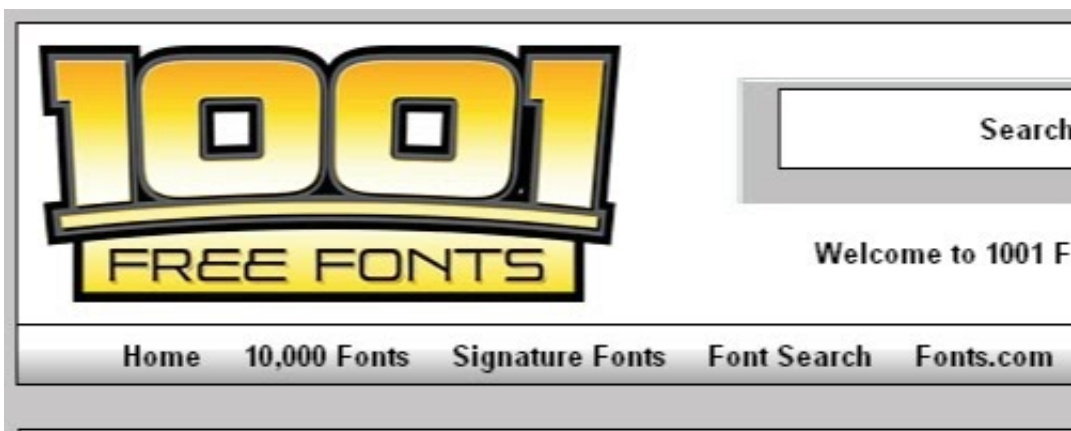 1001
FREE FONTS
Search
Welcome to 1001 F
Home 10,000 Fonts Signature Fonts Font Search Fonts.com